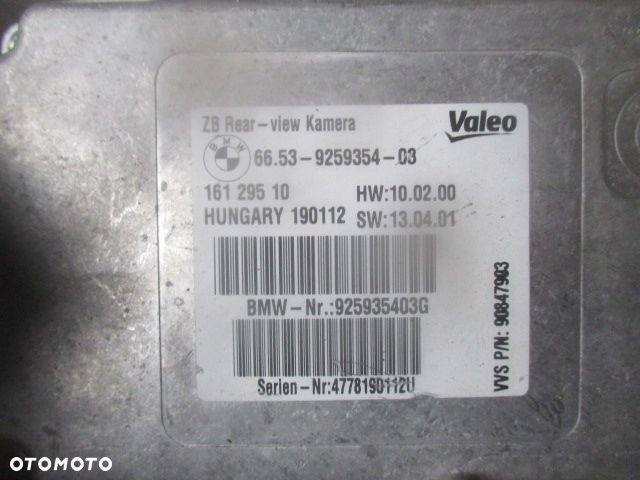 ZB Rear-view Kamera
Valeo
BMW
66.53-9259354-03
161 295 10
HW:10.02.00
HUNGARY 190112
SW:13.04.01
BMW-Nr.:925935403G
Serien-Nr:4778190112U
VVS P/N: 90847903
OTOMOTO